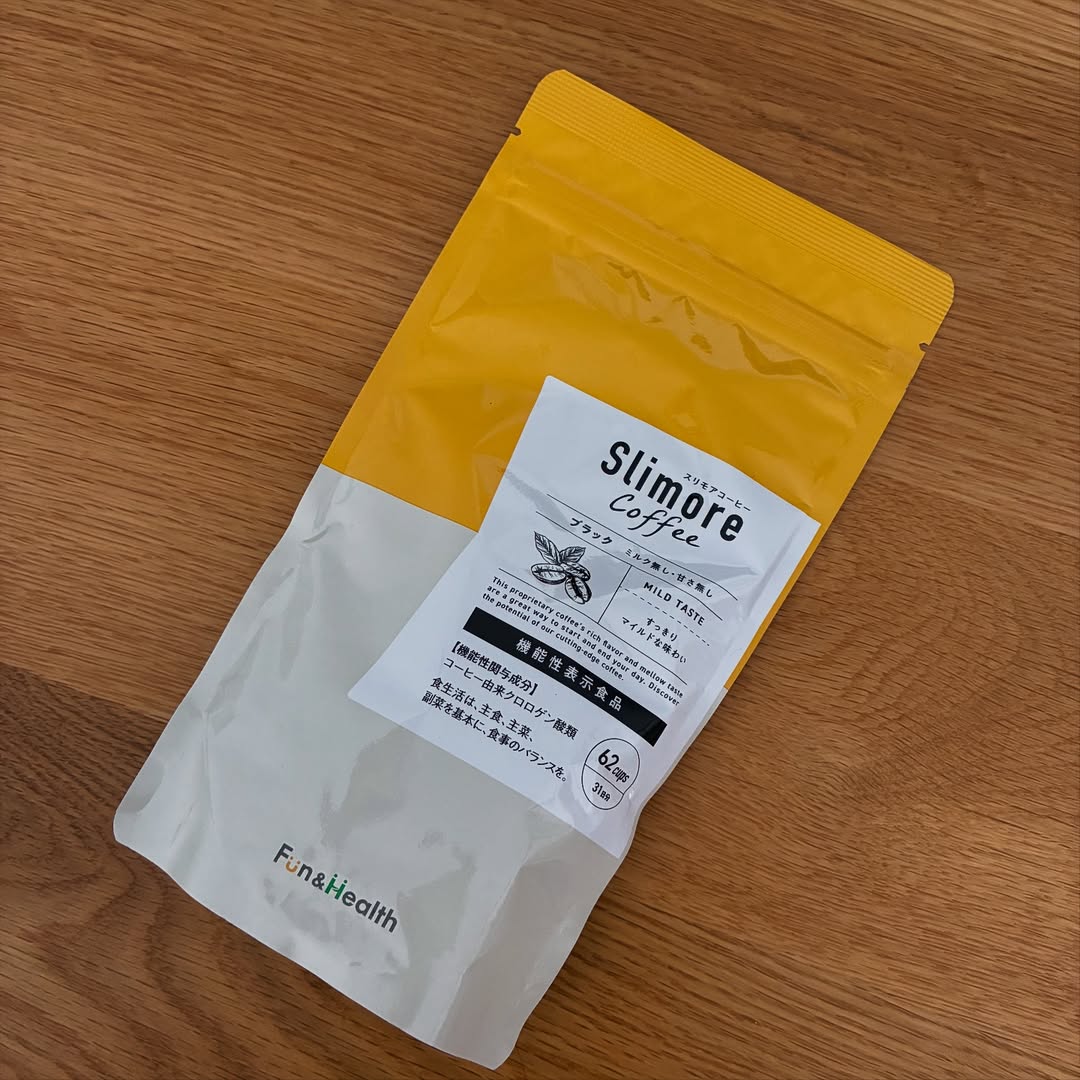 スリモアコーヒー
Slimore
Coffee
ブラック ミルク無し・甘さ無し
MILD TASTE
すっきり
マイルドな味わい
This proprietary coffee's rich flavor and mellow taste
are a great way to start and end your day. Discover
the potential of our cutting-edge coffee.
機能性表示食品
【機能性関与成分】
コーヒー由来クロロゲン酸類
食生活は、主食、主菜、
副菜を基本に、食事のバランスを。
62cups
31日分
Fun&Health